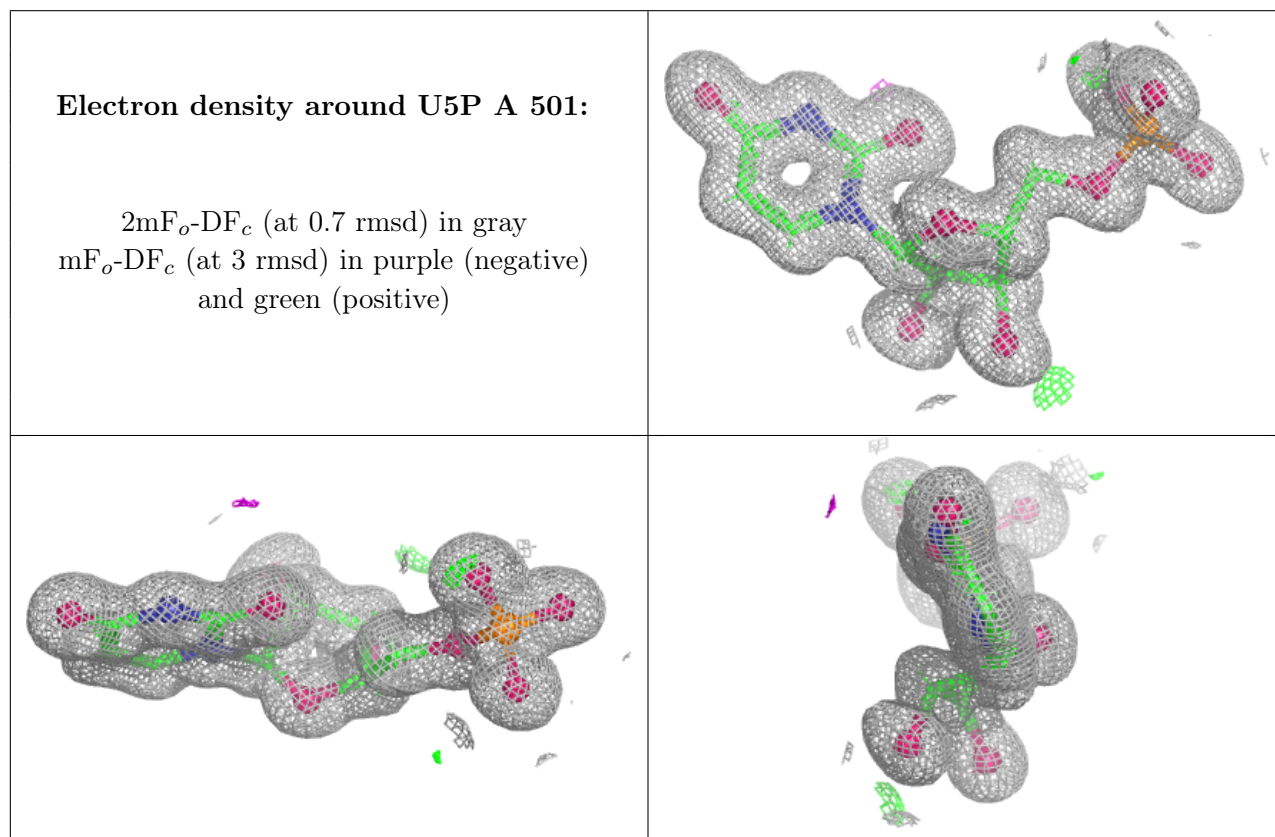 Electron density around U5P A 501:
2mFo-DFc (at 0.7 rmsd) in gray
mFo-DFc (at 3 rmsd) in purple (negative)
and green (positive)